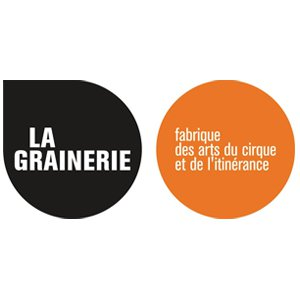 LA
GRAINERIE
fabrique
des arts du cirque
et de l'itinérance